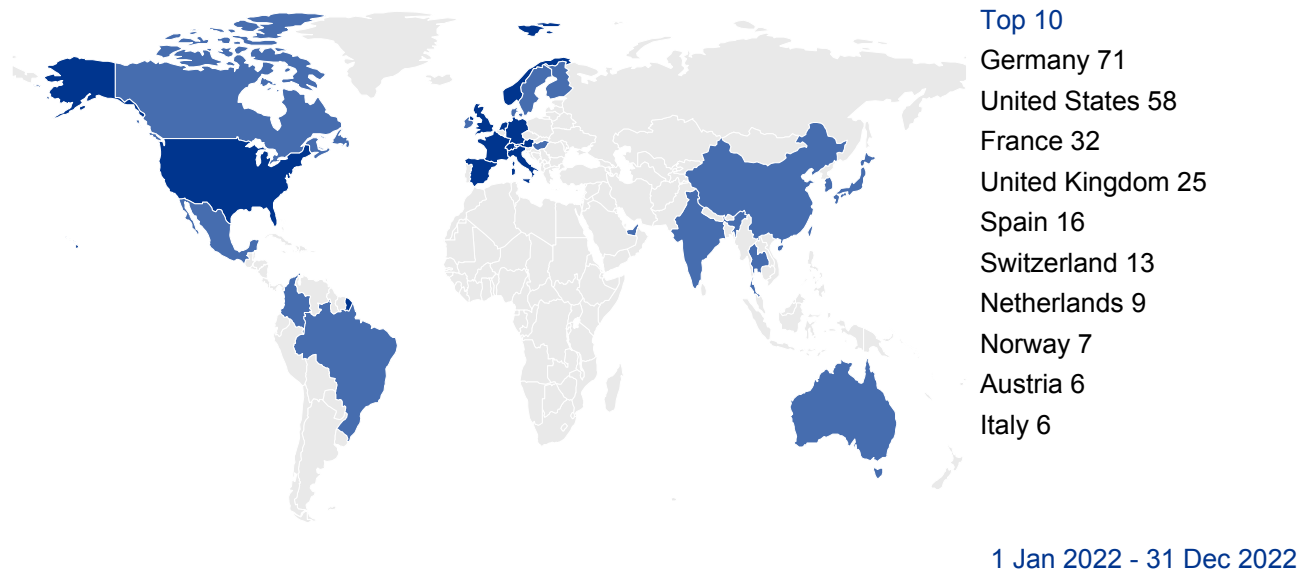 Top 10
Germany 71
United States 58
France 32
United Kingdom 25
Spain 16
Switzerland 13
Netherlands 9
Norway 7
Austria 6
Italy 6
1 Jan 2022 - 31 Dec 2022